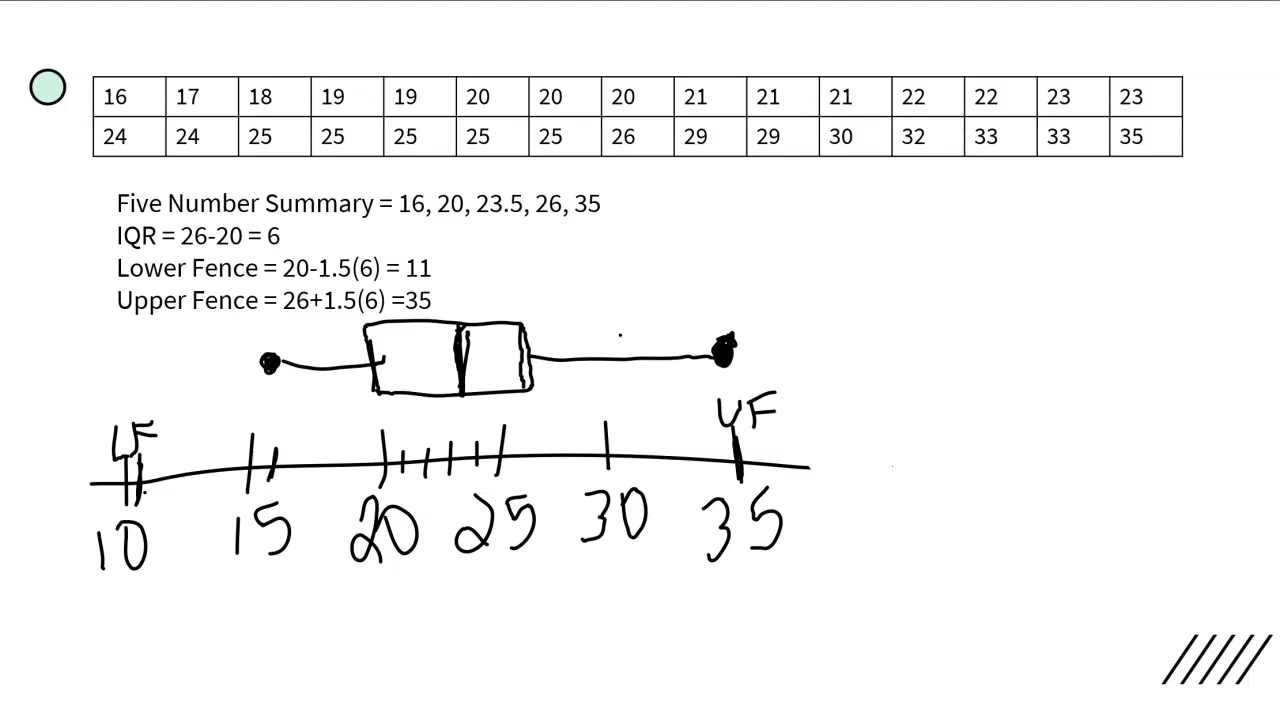 16 17 18 19 19 20 20 20 21 21 21 22 22 23 23
24 24 25 25 25 25 25 26 29 29 30 32 33 33 35
Five Number Summary = 16, 20, 23.5, 26, 35
IQR = 26-20 = 6
Lower Fence = 20-1.5(6) = 11
Upper Fence = 26+1.5(6) =35
LF UF
10 15 20 25 30 35